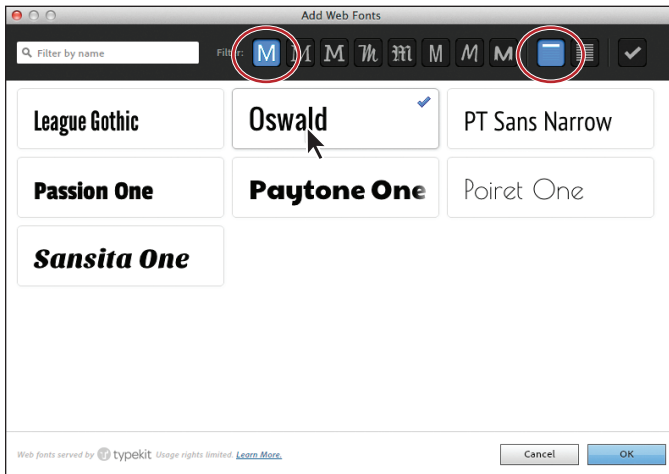 Add Web Fonts
Filter by name Filter: M M M M M M M M
League Gothic Oswald PT Sans Narrow
Passion One Paytone One Poiret One
Sansita One
Web fonts served by typekit Usage rights limited. Learn More. Cancel OK